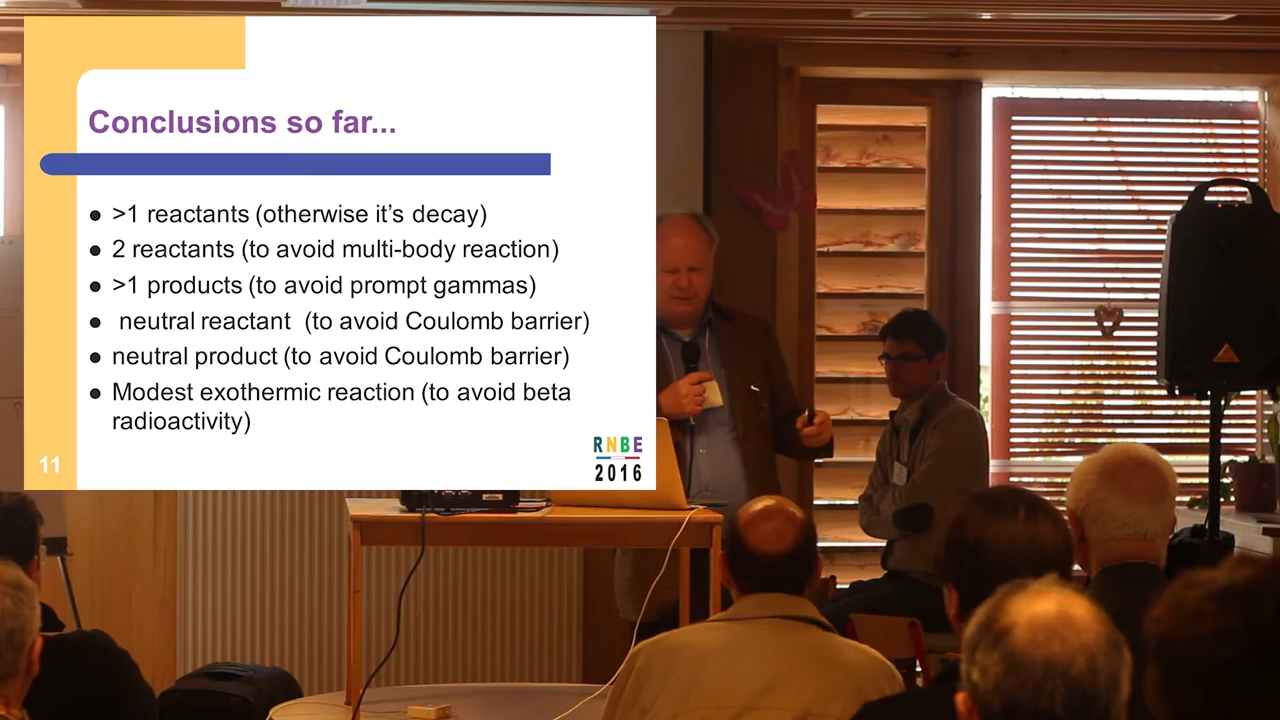 Conclusions so far...
● >1 reactants (otherwise it’s decay)
● 2 reactants (to avoid multi-body reaction)
● >1 products (to avoid prompt gammas)
● neutral reactant (to avoid Coulomb barrier)
● neutral product (to avoid Coulomb barrier)
● Modest exothermic reaction (to avoid beta
radioactivity)
11
RNBE
2016